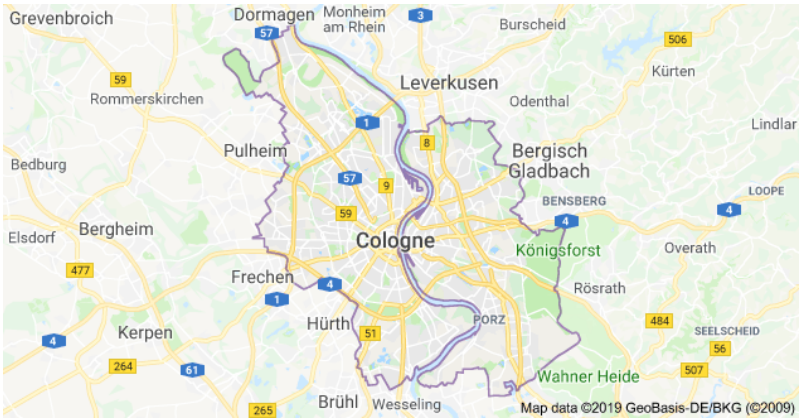 Grevenbroich
Dormagen
Monheim
am Rhein
3
Burscheid
57
506
Kürten
59
Leverkusen
Rommerskirchen
Odenthal
1
Lindlar
8
Pulheim
Bergisch
Gladbach
Bedburg
57
9
LOOPE
BENSBERG
59
4
4
Bergheim
Elsdorf
Cologne
Königsforst
Overath
477
Frechen
4
Rösrath
1
Hürth
PORZ
484
Kerpen
51
SEELSCHEID
4
56
264
61
507
Wahner Heide
Brühl
Wesseling
265
Map data ©2019 GeoBasis-DE/BKG (©2009)